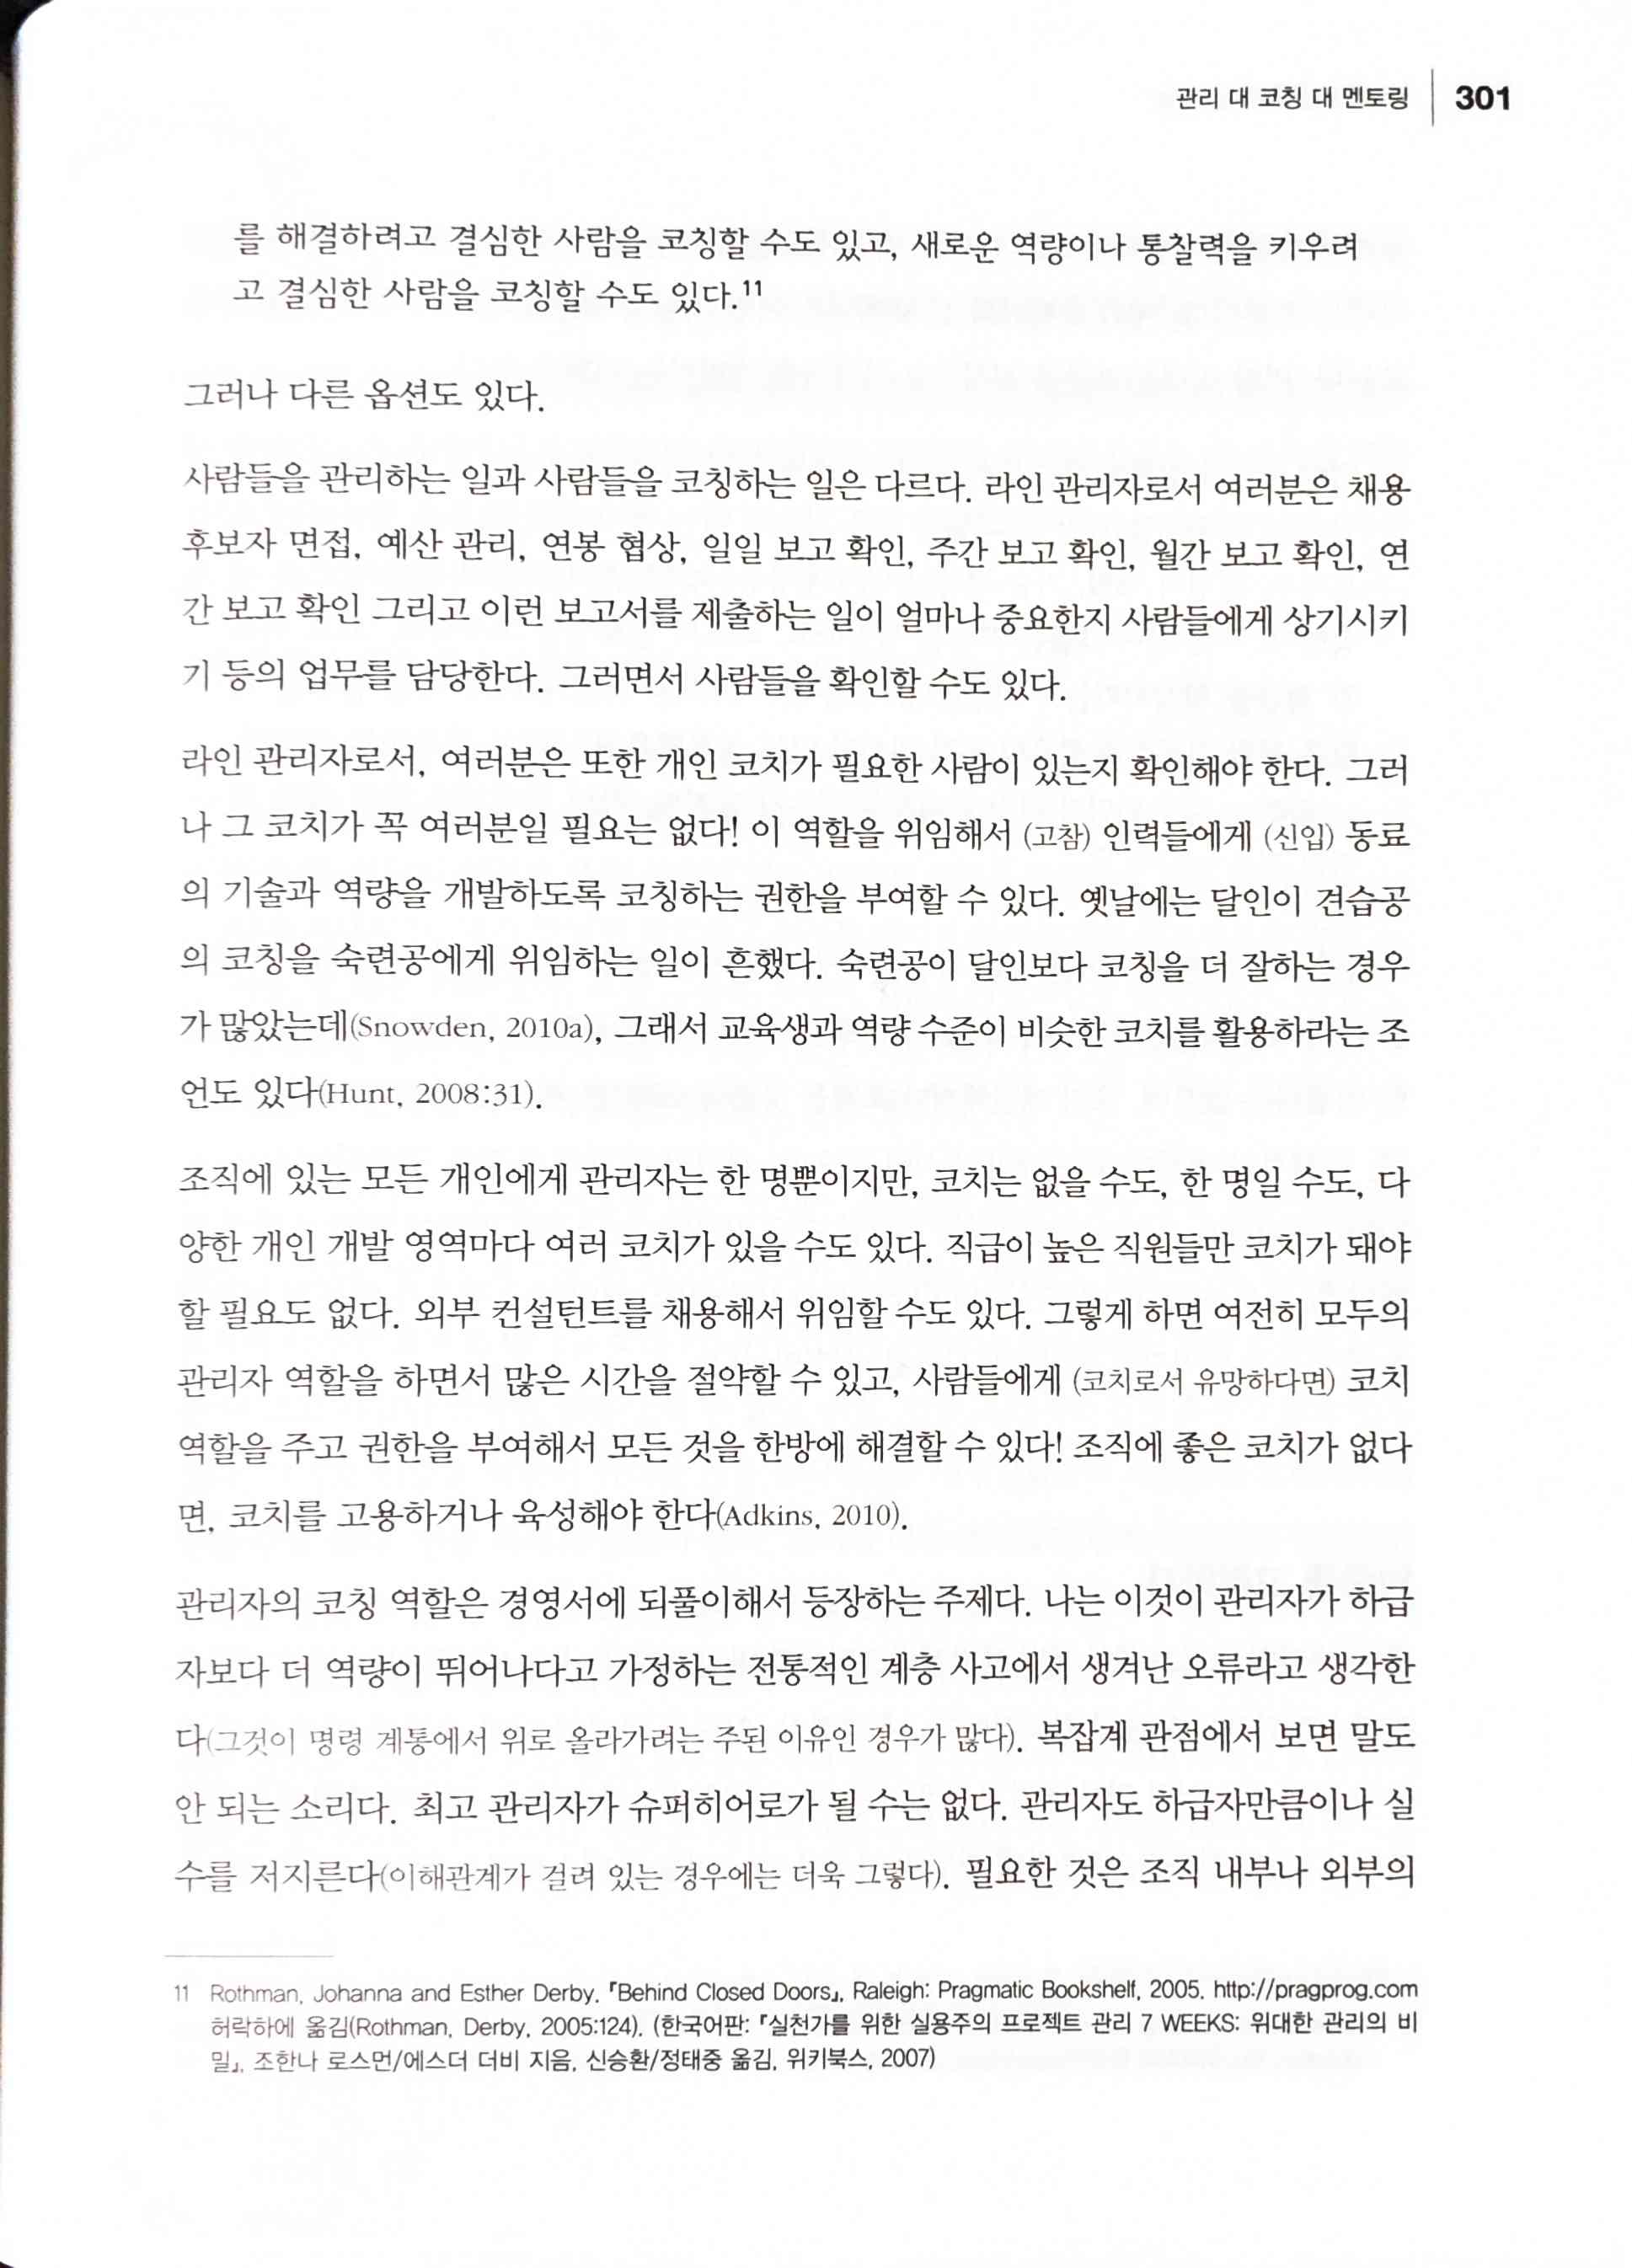 관리 대 코칭 대 멘토링 301
를 해결하려고 결심한 사람을 코칭할 수도 있고, 새로운 역량이나 통찰력을 키우려
고 결심한 사람을 코칭할 수도 있다.11
그러나 다른 옵션도 있다.
사람들을 관리하는 일과 사람들을 코칭하는 일은 다르다. 라인 관리자로서 여러분은 채용
후보자 면접, 예산 관리, 연봉 협상, 일일 보고 확인, 주간 보고 확인, 월간 보고 확인, 연
간 보고 확인 그리고 이런 보고서를 제출하는 일이 얼마나 중요한지 사람들에게 상기시키
기 등의 업무를 담당한다. 그러면서 사람들을 확인할 수도 있다.
라인 관리자로서, 여러분은 또한 개인 코치가 필요한 사람이 있는지 확인해야 한다. 그러
나 그 코치가 꼭 여러분일 필요는 없다! 이 역할을 위임해서 (고참) 인력들에게 (신입) 동료
의 기술과 역량을 개발하도록 코칭하는 권한을 부여할 수 있다. 옛날에는 달인이 견습공
의 코칭을 숙련공에게 위임하는 일이 흔했다. 숙련공이 달인보다 코칭을 더 잘하는 경우
가 많았는데(Snowden, 2010a), 그래서 교육생과 역량 수준이 비슷한 코치를 활용하라는 조
언도 있다(Hunt, 2008:31).
조직에 있는 모든 개인에게 관리자는 한 명뿐이지만, 코치는 없을 수도, 한 명일 수도, 다
양한 개인 개발 영역마다 여러 코치가 있을 수도 있다. 직급이 높은 직원들만 코치가 돼야
할 필요도 없다. 외부 컨설턴트를 채용해서 위임할 수도 있다. 그렇게 하면 여전히 모두의
관리자 역할을 하면서 많은 시간을 절약할 수 있고, 사람들에게 (코치로서 유망하다면) 코치
역할을 주고 권한을 부여해서 모든 것을 한방에 해결할 수 있다! 조직에 좋은 코치가 없다
면, 코치를 고용하거나 육성해야 한다(Adkins, 2010).
관리자의 코칭 역할은 경영서에 되풀이해서 등장하는 주제다. 나는 이것이 관리자가 하급
자보다 더 역량이 뛰어나다고 가정하는 전통적인 계층 사고에서 생겨난 오류라고 생각한
다(그것이 명령 계통에서 위로 올라가려는 주된 이유인 경우가 많다). 복잡계 관점에서 보면 말도
안 되는 소리다. 최고 관리자가 슈퍼히어로가 될 수는 없다. 관리자도 하급자만큼이나 실
수를 저지른다(이해관계가 걸려 있는 경우에는 더욱 그렇다). 필요한 것은 조직 내부나 외부의
11 Rothman, Johanna and Esther Derby. 『Behind Closed Doors』, Raleigh: Pragmatic Bookshelf, 2005. http://pragprog.com
허락하에 옮김(Rothman, Derby, 2005:124). (한국어판: 『실천가를 위한 실용주의 프로젝트 관리 7 WEEKS: 위대한 관리의 비
밀』, 조한나 로스먼/에스더 더비 지음, 신승환/정태중 옮김, 위키북스, 2007)